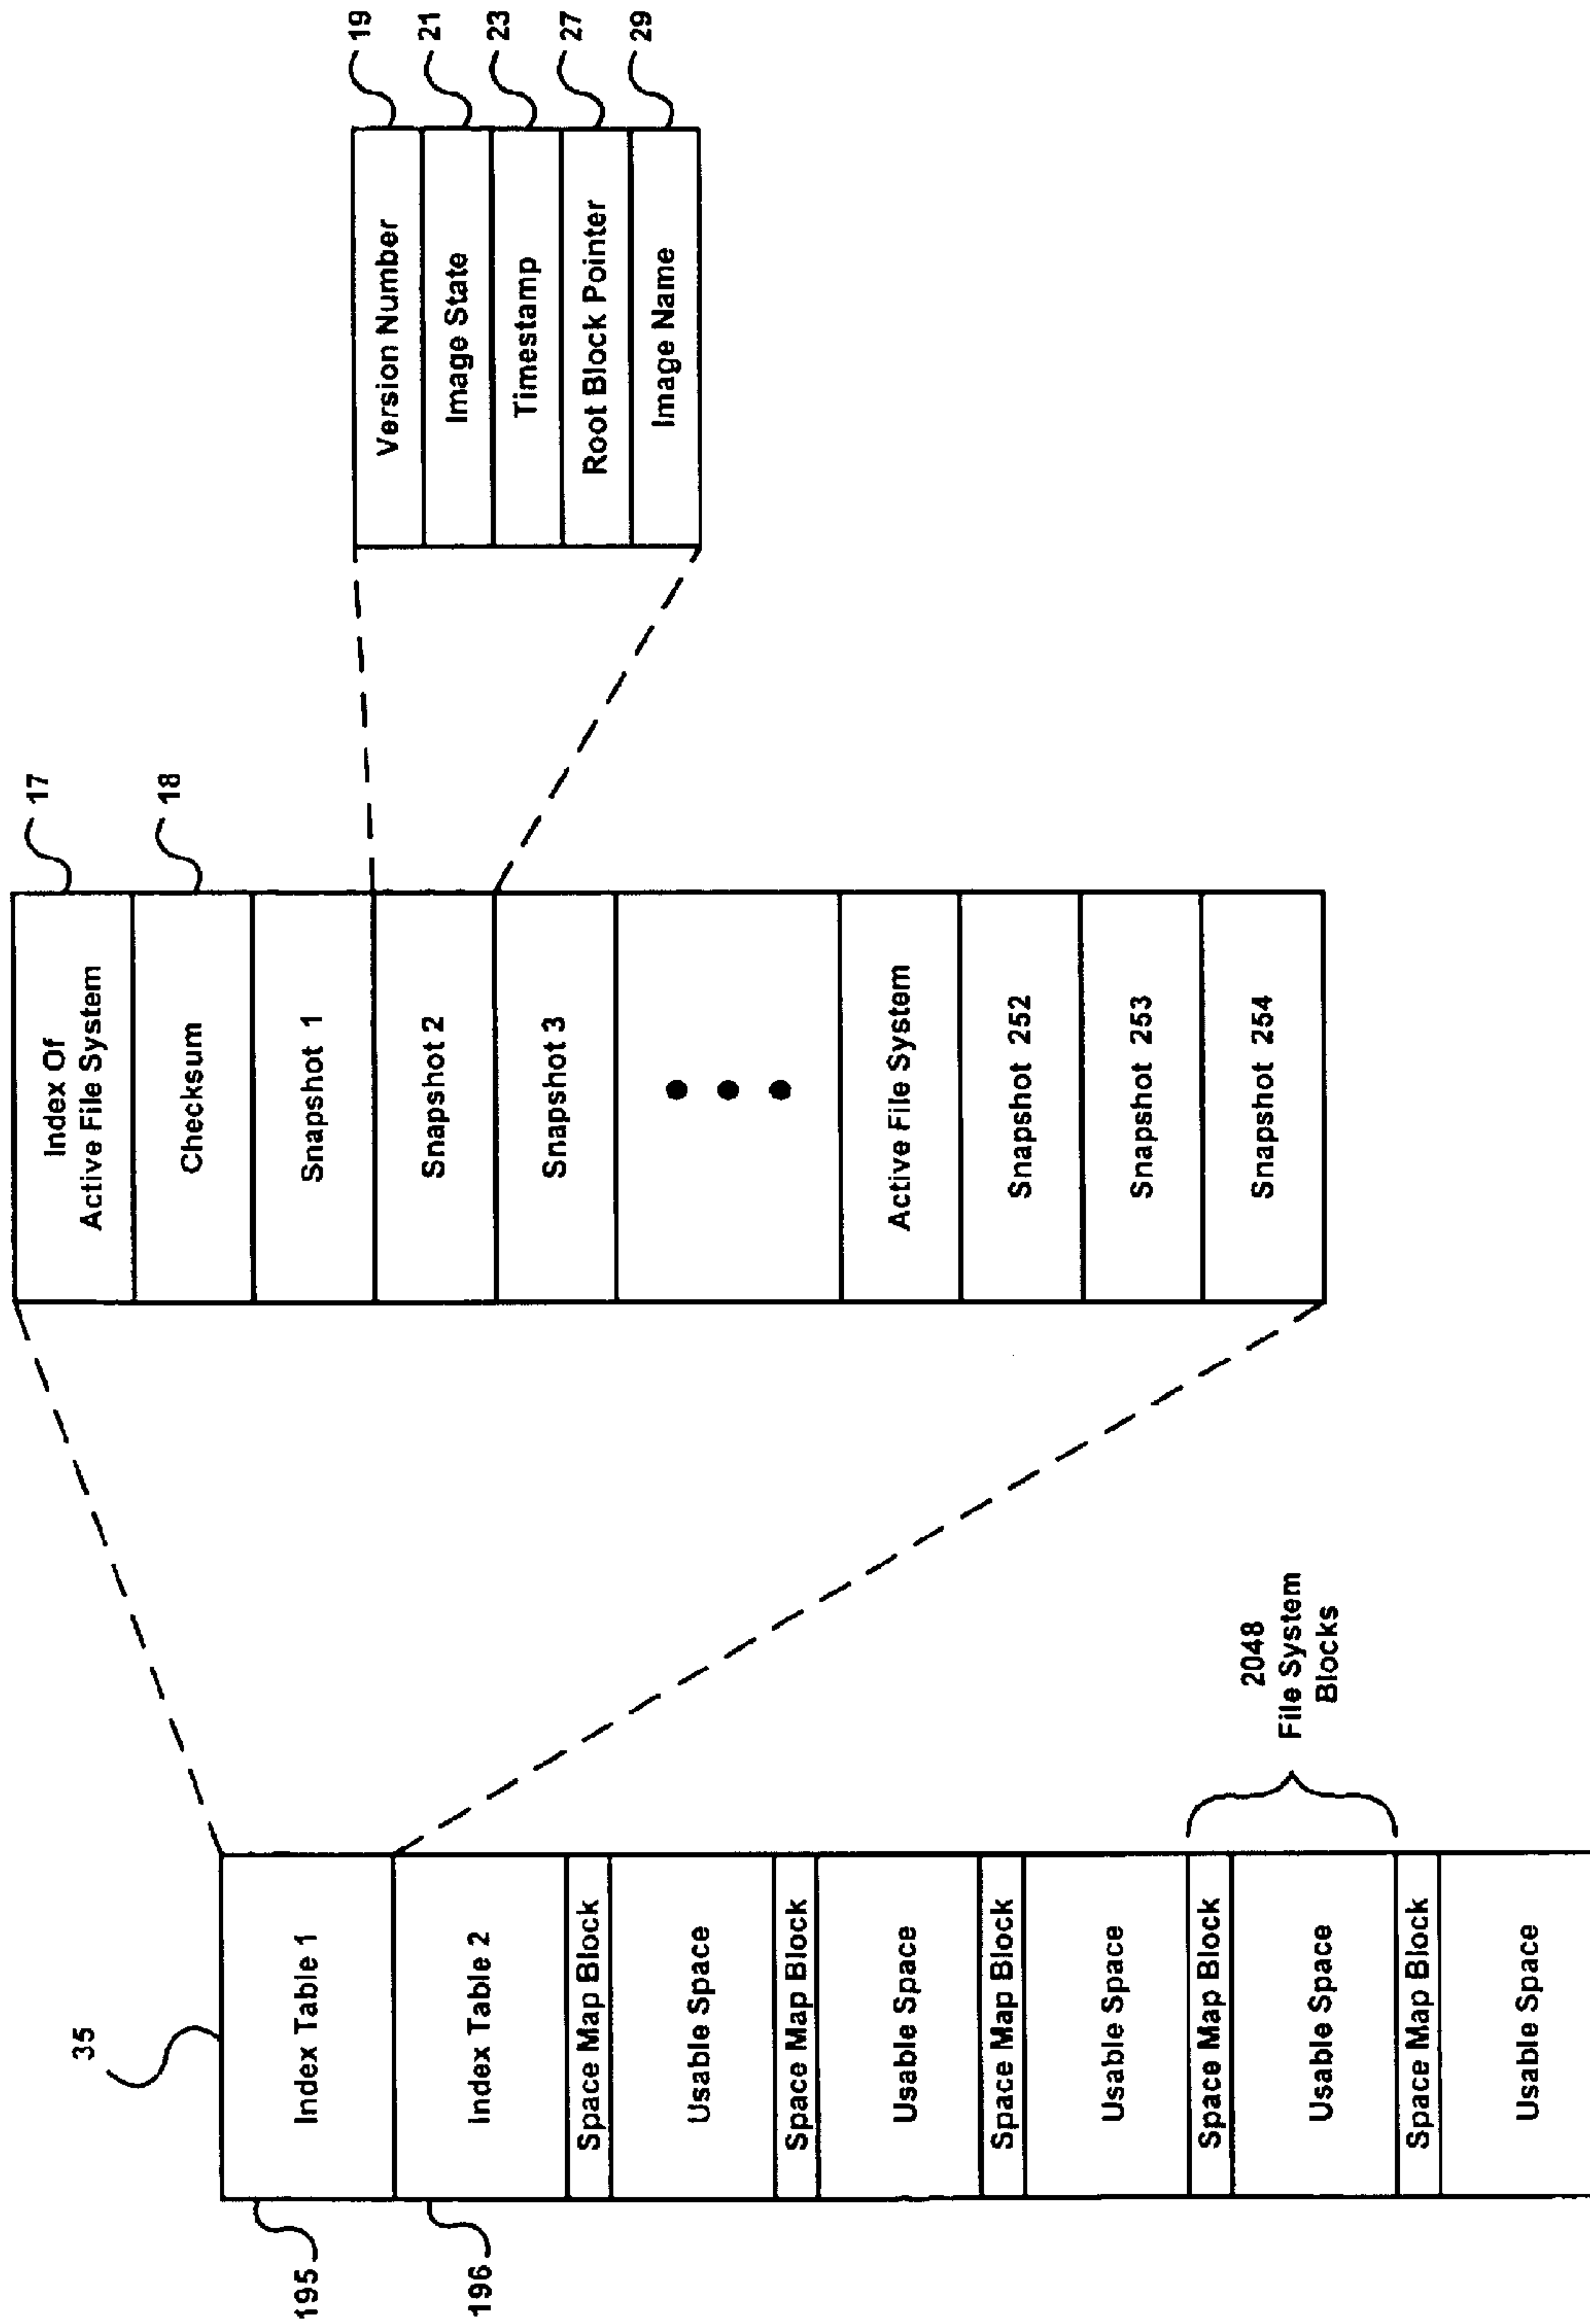 35
195
Index Table 1
196
Index Table 2
Space Map Block
Usable Space
Space Map Block
Usable Space
Space Map Block
Usable Space
Space Map Block
Usable Space
2048
File System
Blocks
Space Map Block
Usable Space
Index Of
Active File System
17
Checksum
18
Snapshot 1
Snapshot 2
Snapshot 3
Active File System
Snapshot 252
Snapshot 253
Snapshot 254
Version Number
19
Image State
21
Timestamp
23
Root Block Pointer
27
Image Name
29